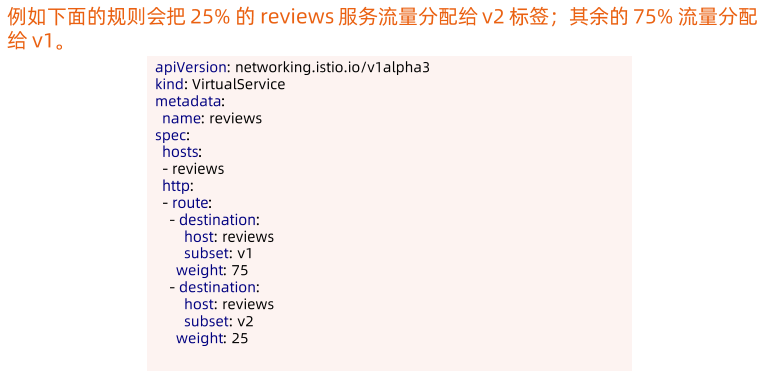 例如下面的规则会把 25% 的 reviews 服务流量分配给 v2 标签；其余的 75% 流量分配
给 v1。
apiVersion: networking.istio.io/v1alpha3
kind: VirtualService
metadata:
  name: reviews
spec:
  hosts:
  - reviews
  http:
  - route:
    - destination:
        host: reviews
        subset: v1
      weight: 75
    - destination:
        host: reviews
        subset: v2
      weight: 25